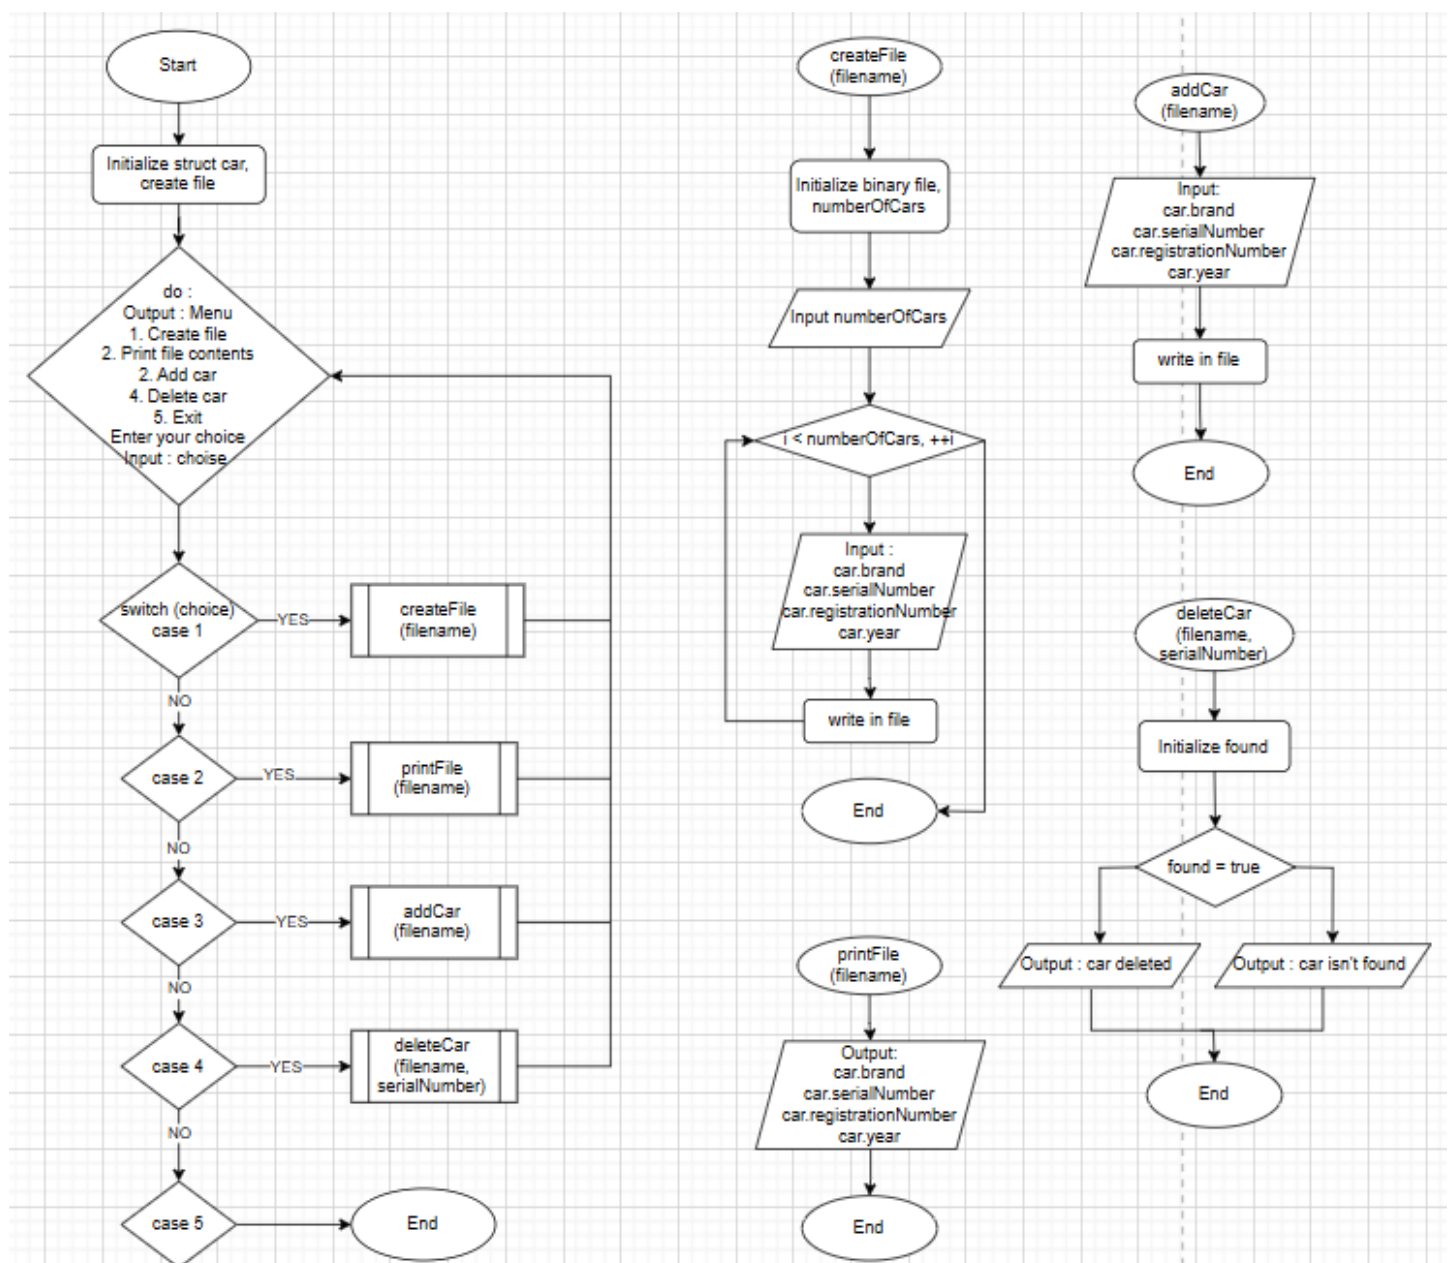 Start
Initialize struct car,
create file
do :
Output : Menu
1. Create file
2. Print file contents
2. Add car
4. Delete car
5. Exit
Enter your choice
Input : choise
switch (choice)
case 1
YES
createFile
(filename)
NO
case 2
YES
printFile
(filename)
NO
case 3
YES
addCar
(filename)
NO
case 4
YES
deleteCar
(filename,
serialNumber)
NO
case 5
End
createFile
(filename)
Initialize binary file,
numberOfCars
Input numberOfCars
i < numberOfCars, ++i
Input :
car.brand
car.serialNumber
car.registrationNumber
car.year
write in file
End
printFile
(filename)
Output:
car.brand
car.serialNumber
car.registrationNumber
car.year
End
addCar
(filename)
Input:
car.brand
car.serialNumber
car.registrationNumber
car.year
write in file
End
deleteCar
(filename,
serialNumber)
Initialize found
found = true
Output : car deleted
Output : car isn't found
End